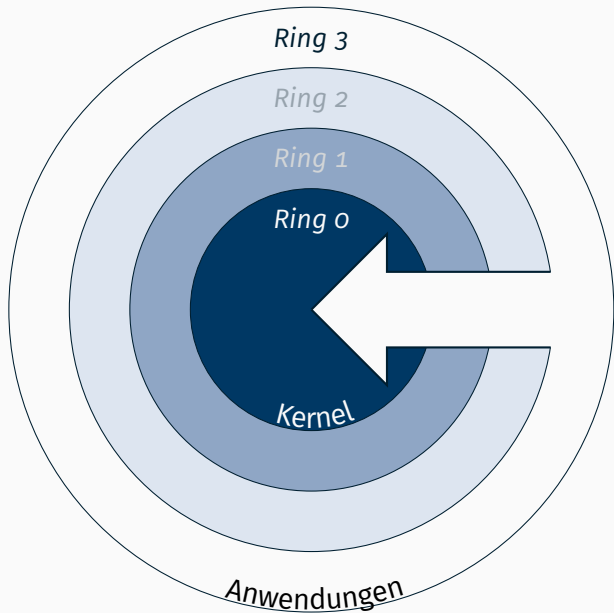 Ring 3
Ring 2
Ring 1
Ring 0
Kernel
Anwendungen